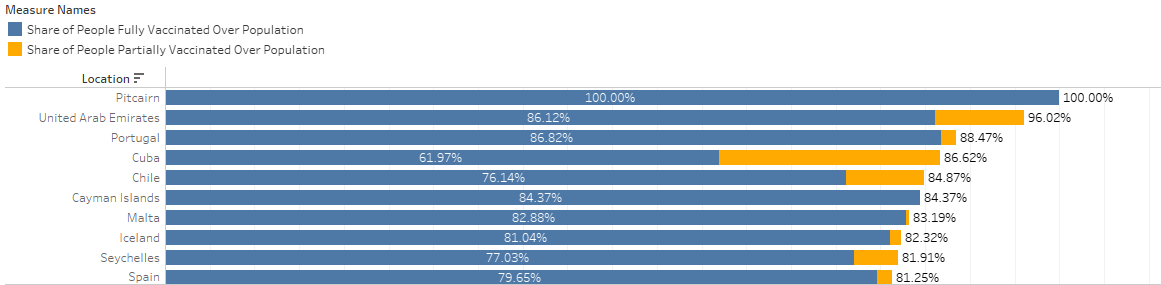 Measure Names
Share of People Fully Vaccinated Over Population
Share of People Partially Vaccinated Over Population
Location
Pitcairn 100.00% 100.00%
United Arab Emirates 86.12% 96.02%
Portugal 86.82% 88.47%
Cuba 61.97% 86.62%
Chile 76.14% 84.87%
Cayman Islands 84.37% 84.37%
Malta 82.88% 83.19%
Iceland 81.04% 82.32%
Seychelles 77.03% 81.91%
Spain 79.65% 81.25%